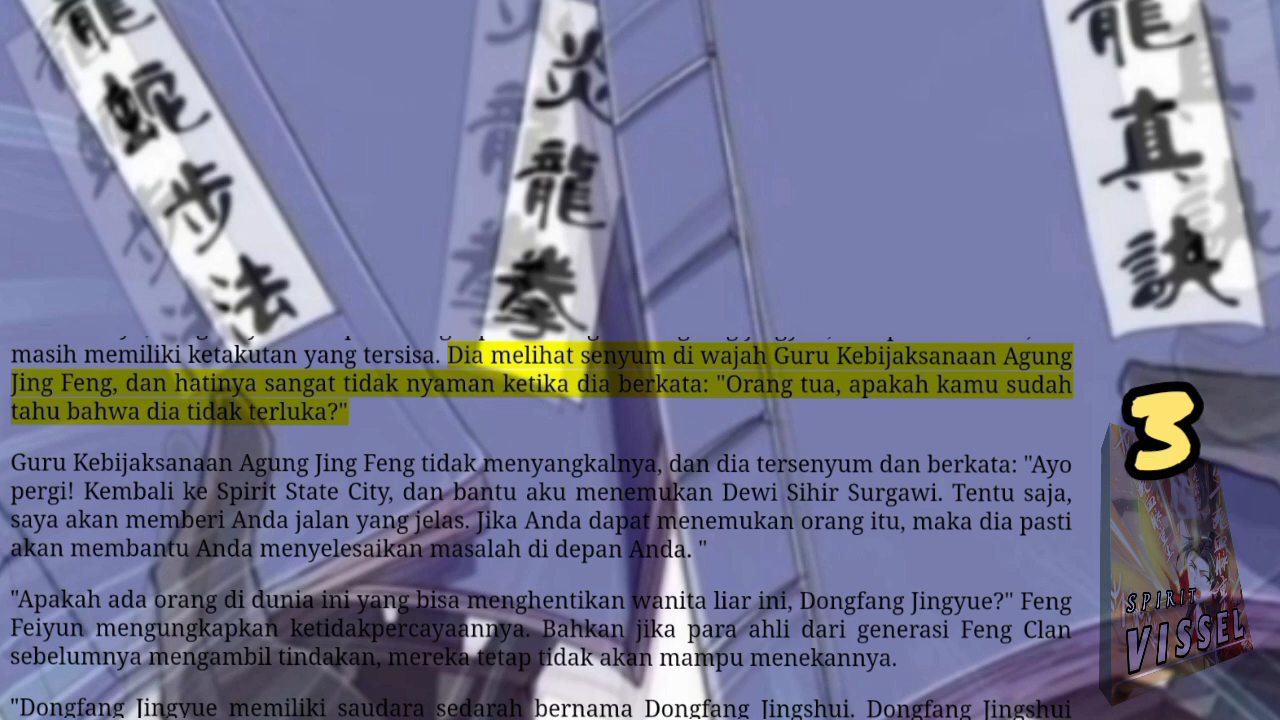 龍蛇步法
炎龍拳
龍真訣
masih memiliki ketakutan yang tersisa. Dia melihat senyum di wajah Guru Kebijaksanaan Agung
Jing Feng, dan hatinya sangat tidak nyaman ketika dia berkata: "Orang tua, apakah kamu sudah
tahu bahwa dia tidak terluka?"
Guru Kebijaksanaan Agung Jing Feng tidak menyangkalnya, dan dia tersenyum dan berkata: "Ayo
pergi! Kembali ke Spirit State City, dan bantu aku menemukan Dewi Sihir Surgawi. Tentu saja,
saya akan memberi Anda jalan yang jelas. Jika Anda dapat menemukan orang itu, maka dia pasti
akan membantu Anda menyelesaikan masalah di depan Anda. "
"Apakah ada orang di dunia ini yang bisa menghentikan wanita liar ini, Dongfang Jingyue?" Feng
Feiyun mengungkapkan ketidakpercayaannya. Bahkan jika para ahli dari generasi Feng Clan
sebelumnya mengambil tindakan, mereka tetap tidak akan mampu menekannya.
"Dongfang Jingyue memiliki saudara sedarah bernama Dongfang Jingshui. Dongfang Jingshui
3
SPIRIT
VISSEL